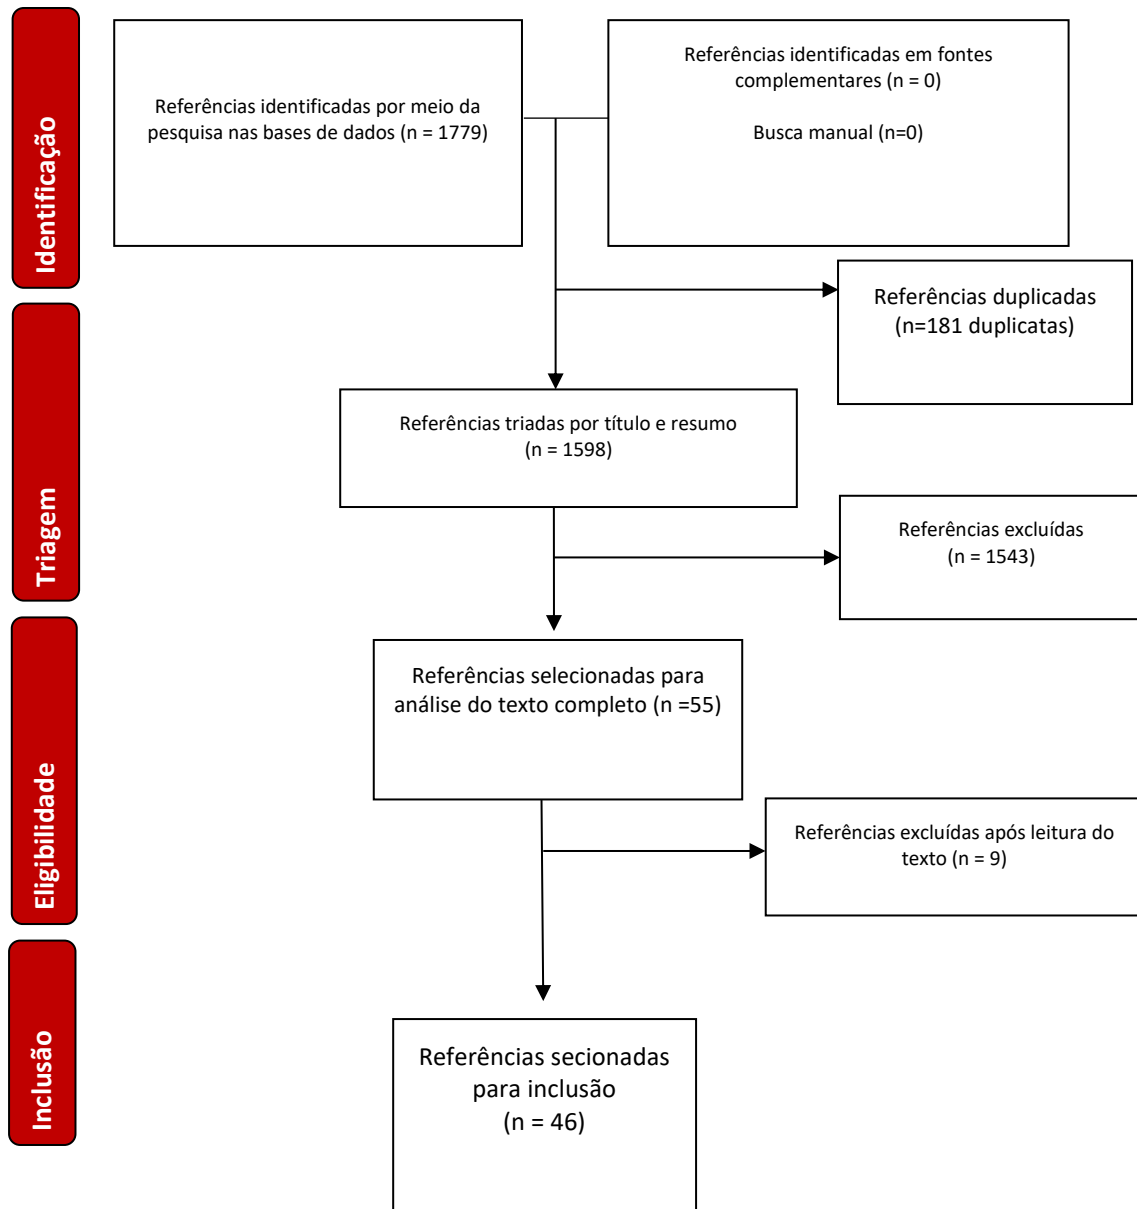 Identificação
Referências identificadas por meio da
pesquisa nas bases de dados (n = 1779)
Referências identificadas em fontes
complementares (n = 0)
Busca manual (n=0)
Referências duplicadas
(n=181 duplicatas)
Triagem
Referências triadas por título e resumo
(n = 1598)
Referências excluídas
(n = 1543)
Eligibilidade
Referências selecionadas para
análise do texto completo (n =55)
Referências excluídas após leitura do
texto (n = 9)
Inclusão
Referências secionadas
para inclusão
(n = 46)